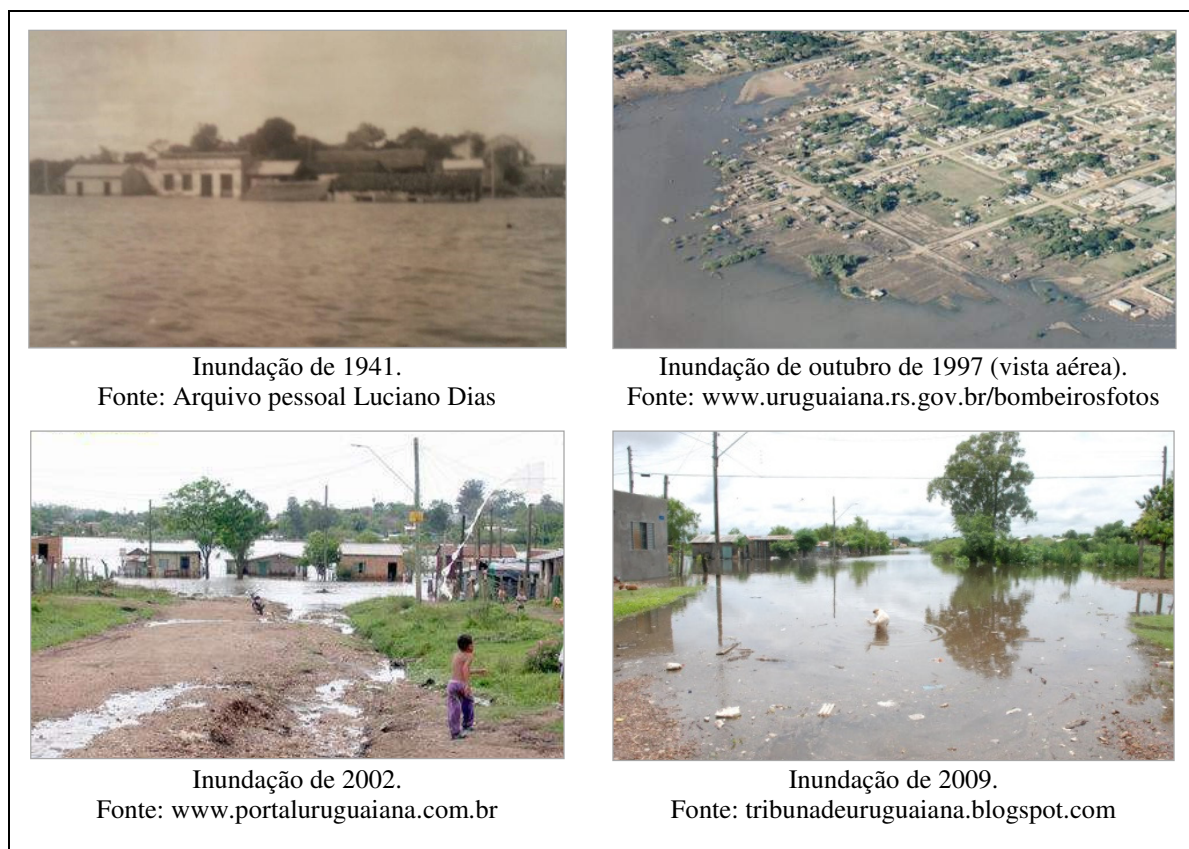 Inundação de 1941.
Fonte: Arquivo pessoal Luciano Dias
Inundação de outubro de 1997 (vista aérea).
Fonte: www.uruguaiana.rs.gov.br/bombeirosfotos
Inundação de 2002.
Fonte: www.portaluruguaiana.com.br
Inundação de 2009.
Fonte: tribunadeuruguaiana.blogspot.com